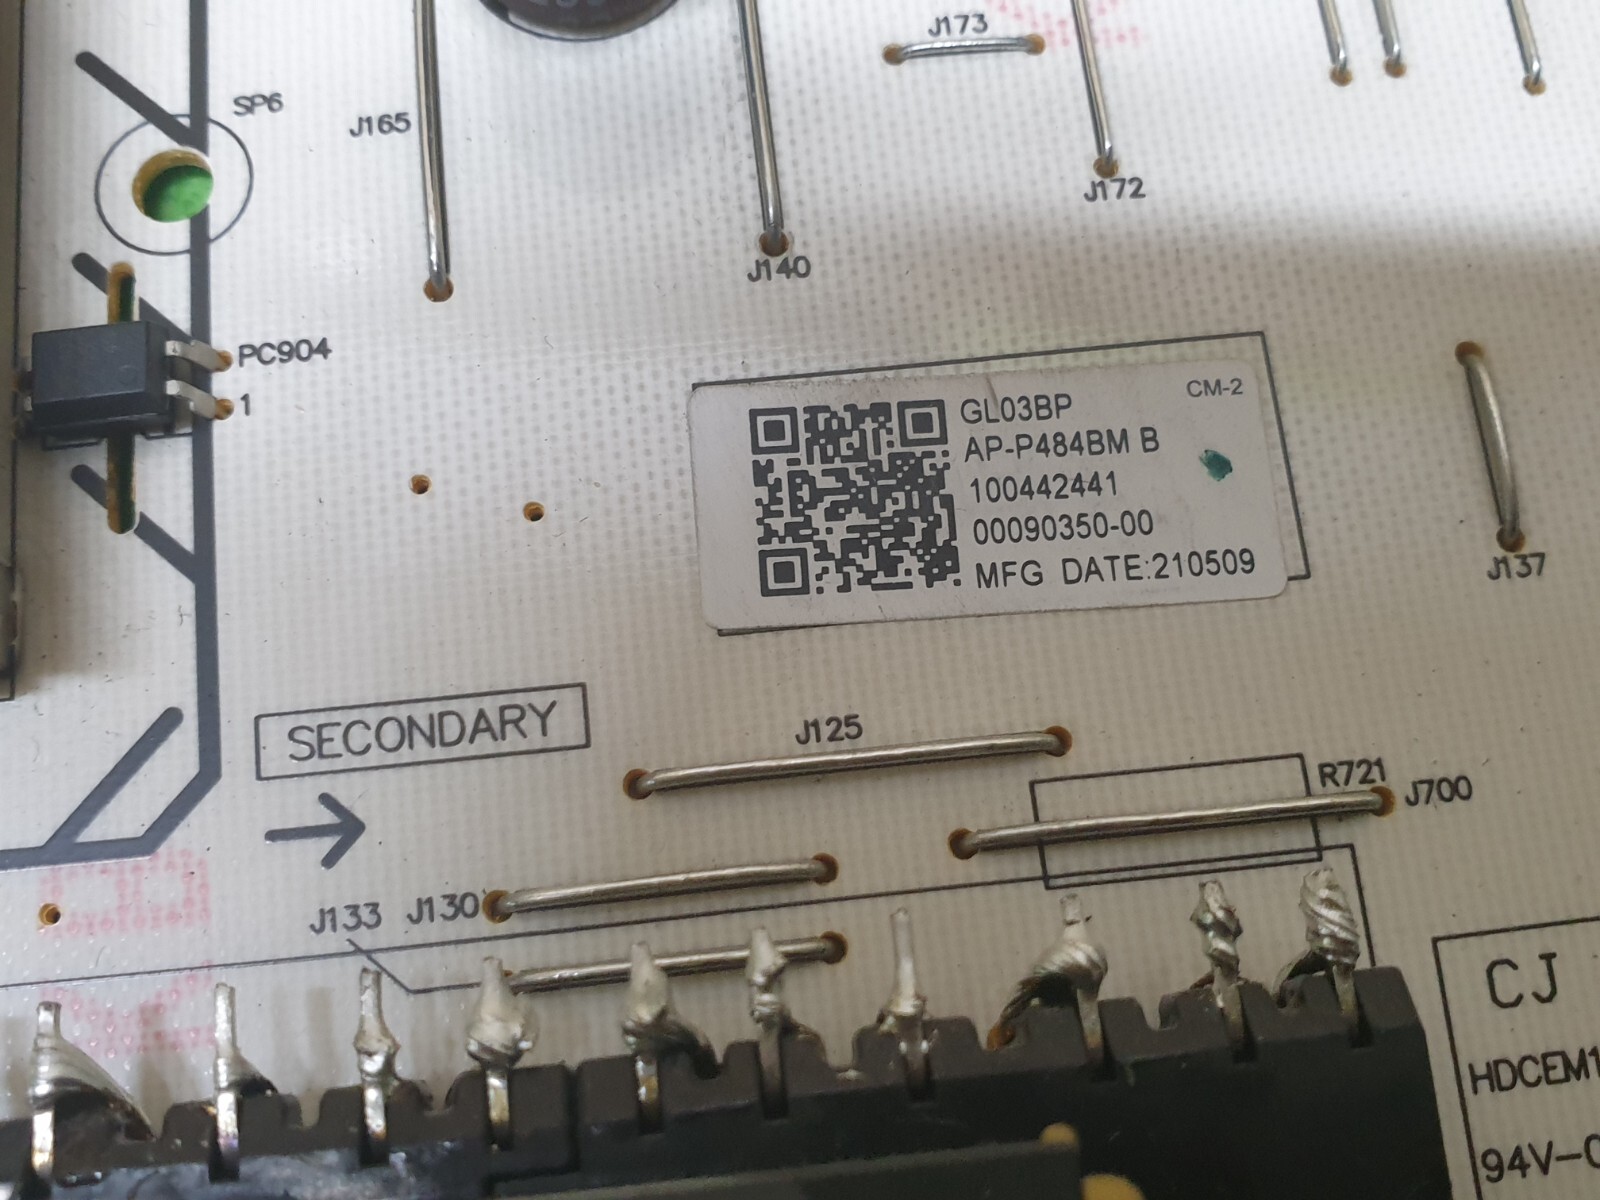 J173
SP6
J165
J172
J140
PC904
1
CM-2
GL03BP
AP-P484BM B
100442441
00090350-00
MFG DATE:210509
J137
SECONDARY
J125
R721
J700
J133
J130
CJ
HDCEM1
94V-0